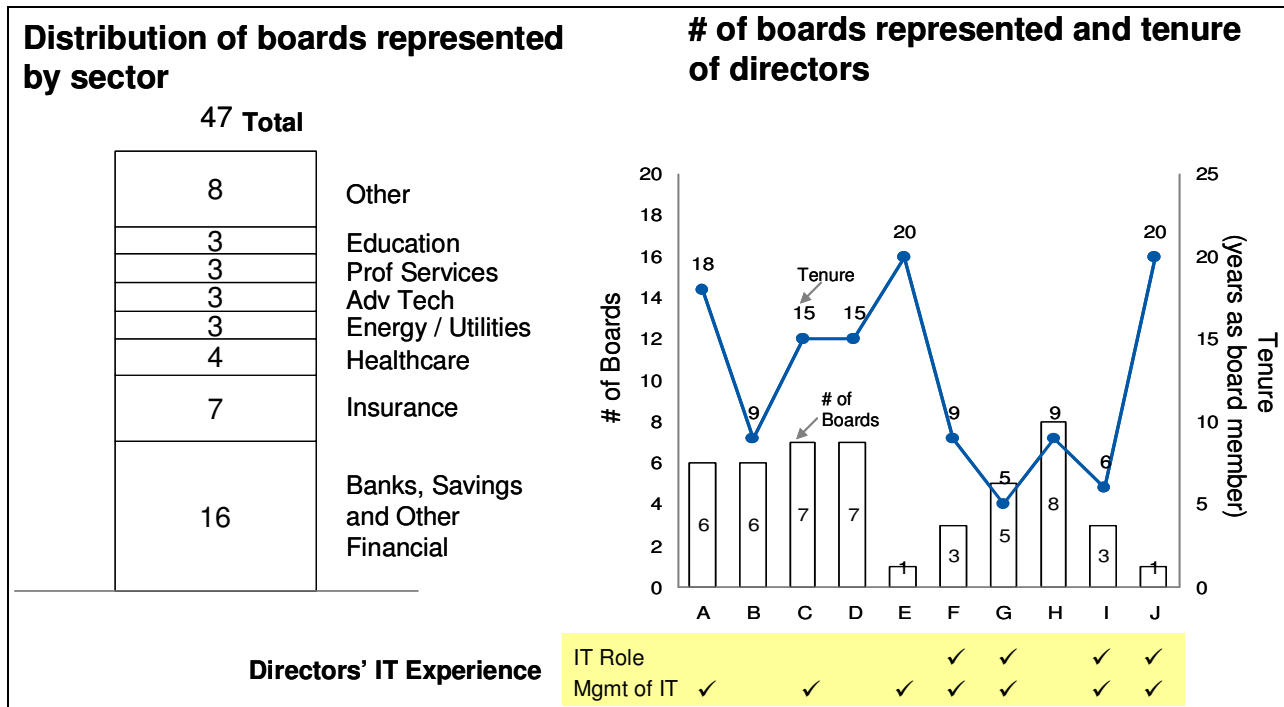 Distribution of boards represented
by sector
47 Total
8 Other
3 Education
3 Prof Services
3 Adv Tech
3 Energy / Utilities
4 Healthcare
7 Insurance
16 Banks, Savings
and Other
Financial
# of boards represented and tenure
of directors
# of Boards
20
18
16
14
12
10
8
6
4
2
0
18
9
15
15
20
9
5
9
6
20
Tenure
# of
Boards
6
6
7
7
1
3
5
8
3
1
A B C D E F G H I J
25
20
15
10
5
0
Tenure
(years as board member)
Directors' IT Experience
IT Role ✓ ✓ ✓ ✓
Mgmt of IT ✓ ✓ ✓ ✓ ✓ ✓ ✓